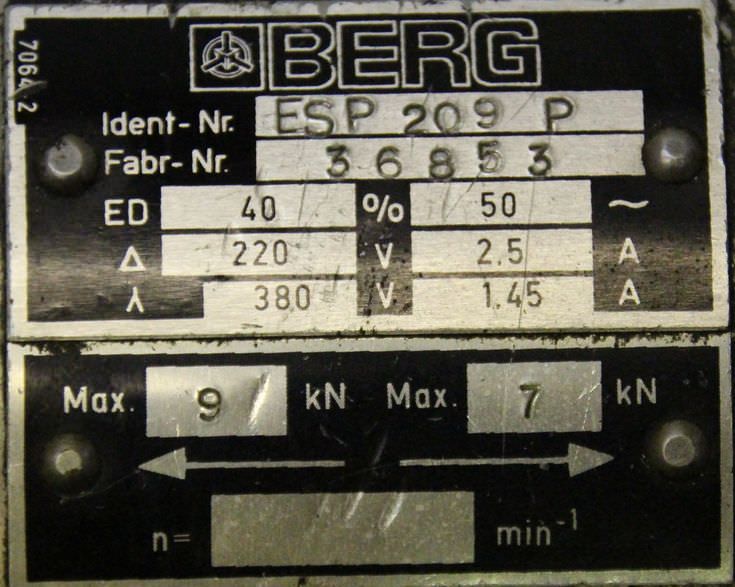 7064 2
BERG
Ident-Nr. ESP 209 P
Fabr-Nr. 36853
ED 40 % 50 ~
Δ 220 V 2.5 A
⅄ 380 V 1.45 A
Max. 9 kN Max. 7 kN
n= min⁻¹